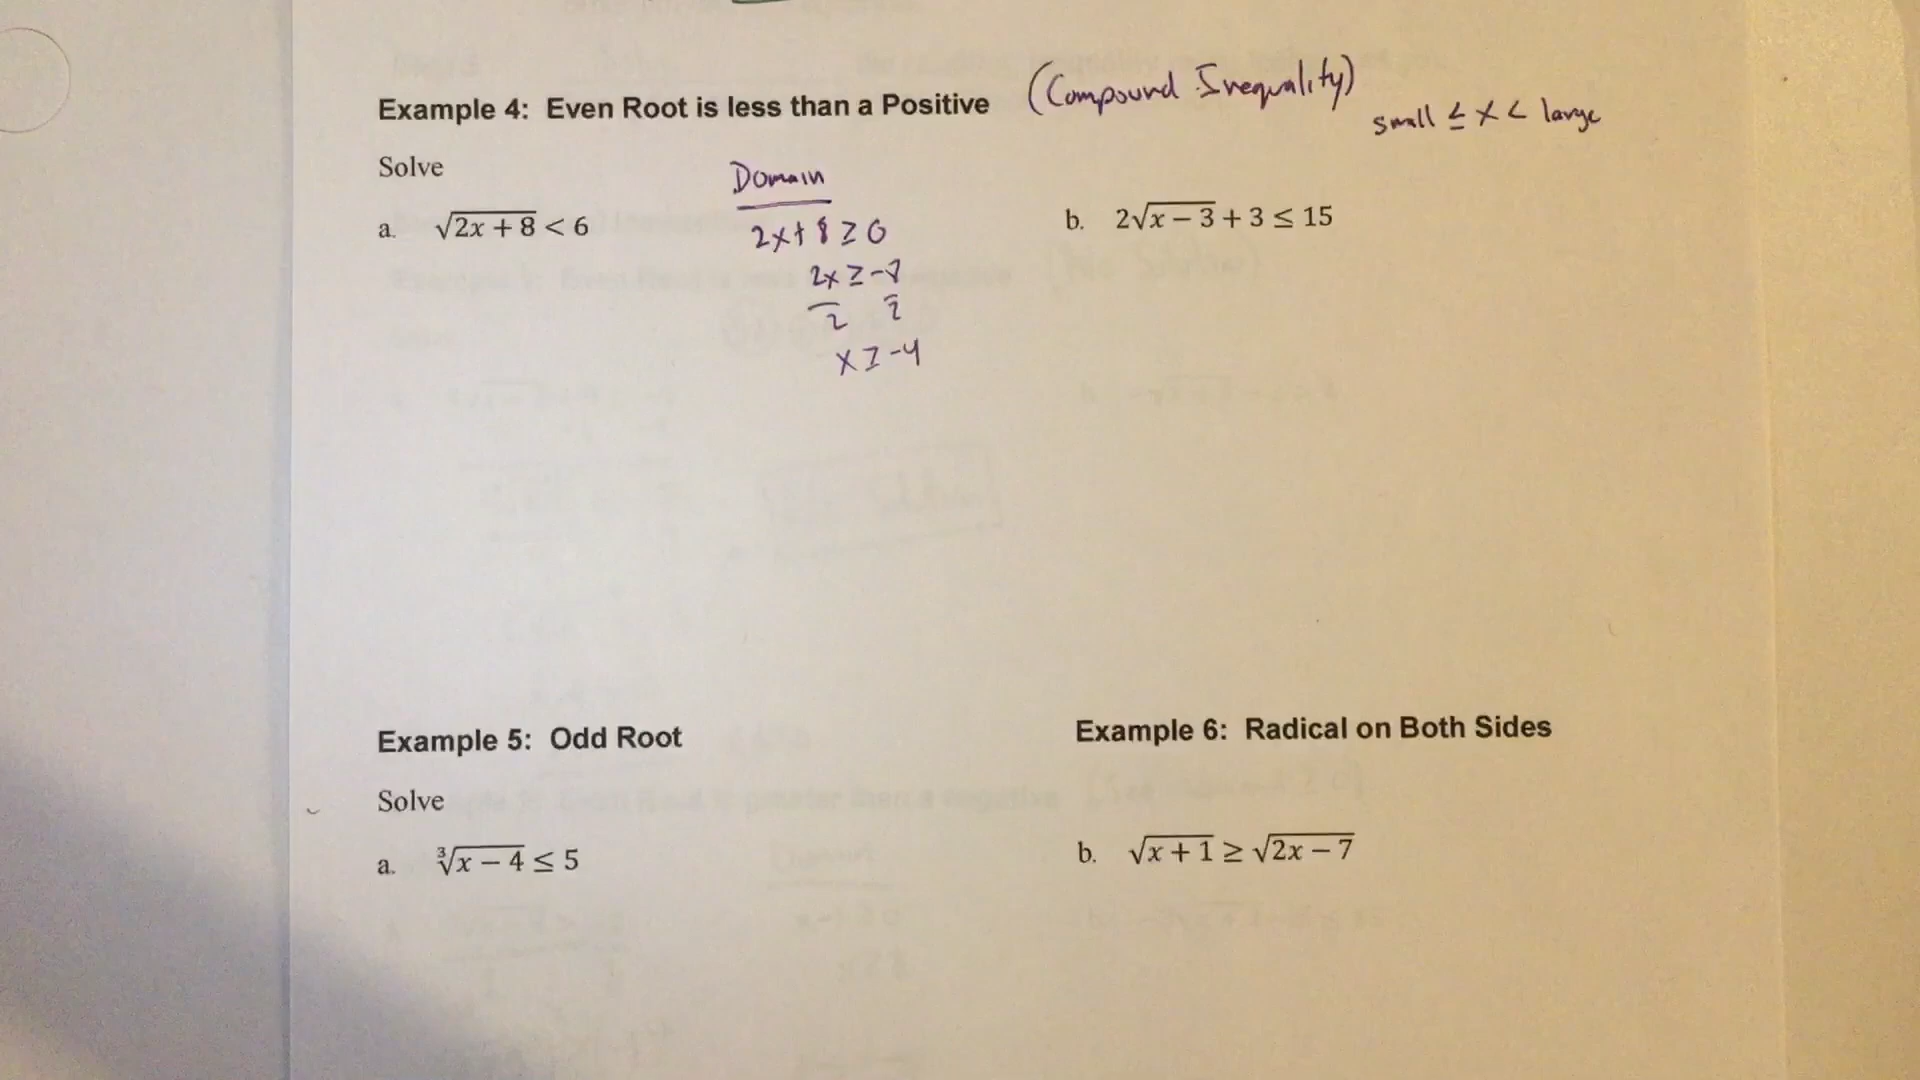 Example 4: Even Root is less than a Positive (Compound Inequality)
small ≤ x < large
Solve
Domain
a. √2x + 8 < 6
2x+8 ≥ 0
2x ≥ -8
2 2
x ≥ -4
b. 2√x − 3 + 3 ≤ 15
Example 5: Odd Root
Solve
a. ∛x − 4 ≤ 5
Example 6: Radical on Both Sides
b. √x + 1 ≥ √2x − 7